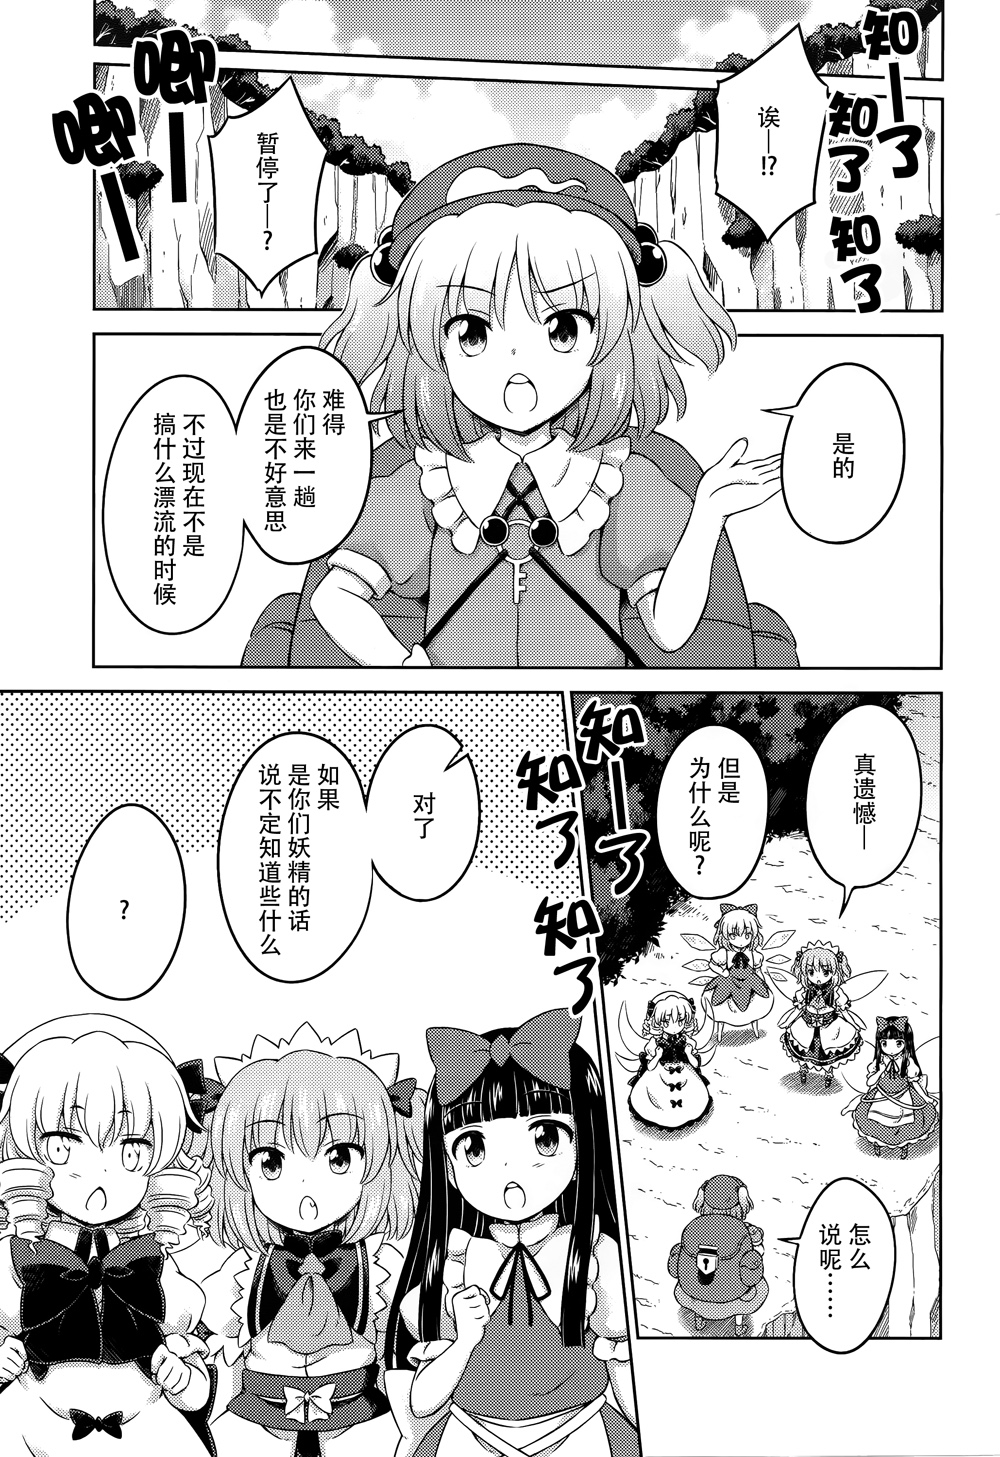 知ー了
知了
知了
诶—!?
暂停了—?
唧ー
唧ー
是的
难得
你们来一趟
也是不好意思
不过现在不是
搞什么漂流的时候
真遗憾—
但是
为什么呢?
怎么
说呢……
知ー了
知了
知了
对了
如果
是你们妖精的话
说不定知道些什么
?